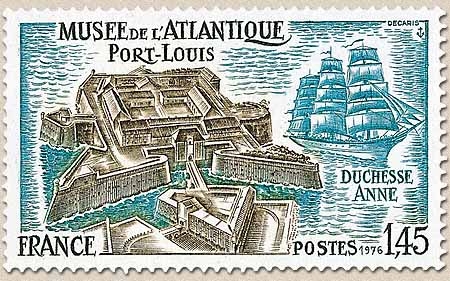 MUSEE DE L'ATLANTIQUE
PORT-LOUIS
DECARIS
DUCHESSE
ANNE
FRANCE
POSTES 1976 1,45